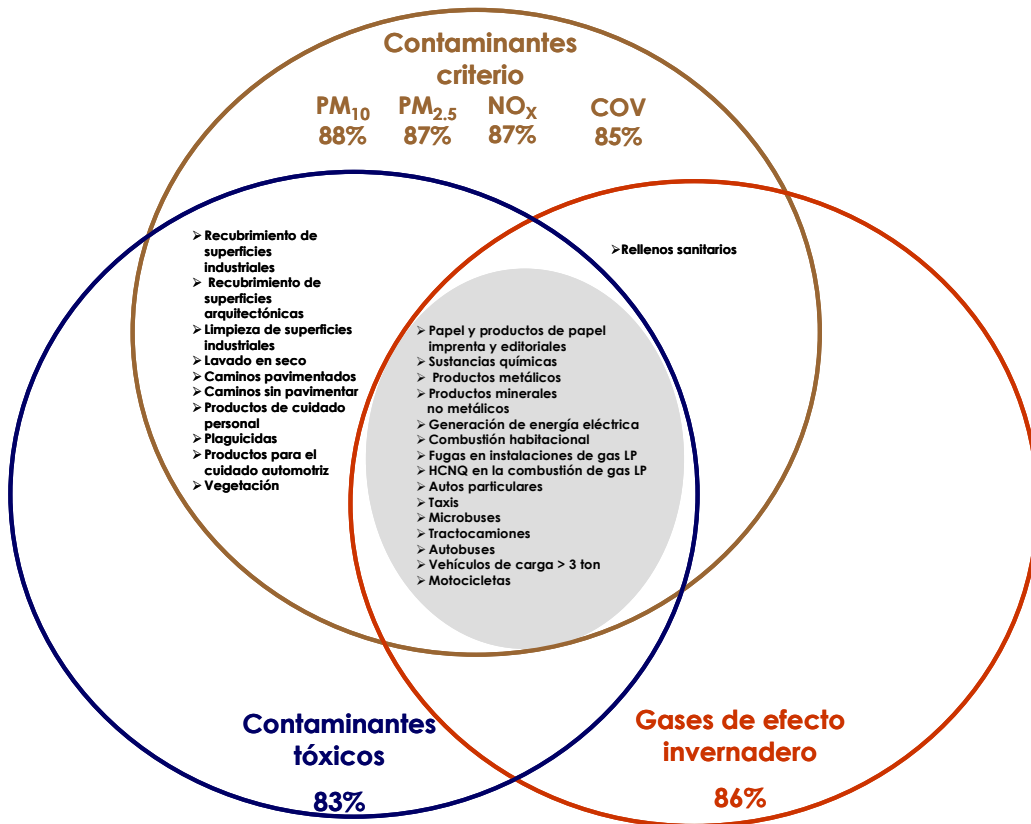 Contaminantes
criterio
PM10 PM2.5 NOX COV
88% 87% 87% 85%
➢Recubrimiento de
superficies
industriales
➢ Recubrimiento de
superficies
arquitectónicas
➢Limpieza de superficies
industriales
➢Lavado en seco
➢Caminos pavimentados
➢Caminos sin pavimentar
➢Productos de cuidado
personal
➢Plaguicidas
➢Productos para el
cuidado automotriz
➢Vegetación
➢Rellenos sanitarios
➢Papel y productos de papel
imprenta y editoriales
➢Sustancias químicas
➢ Productos metálicos
➢Productos minerales
no metálicos
➢Generación de energía eléctrica
➢Combustión habitacional
➢Fugas en instalaciones de gas LP
➢HCNQ en la combustión de gas LP
➢Autos particulares
➢Taxis
➢Microbuses
➢Tractocamiones
➢Autobuses
➢Vehículos de carga > 3 ton
➢Motocicletas
Contaminantes
tóxicos
83%
Gases de efecto
invernadero
86%